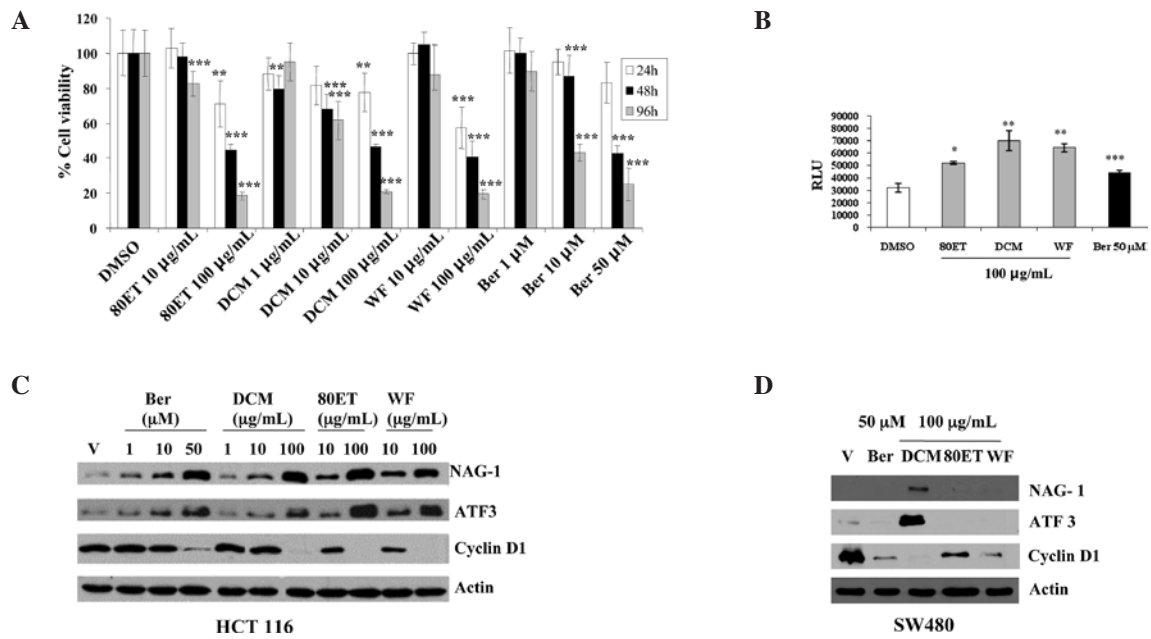 A
120
100
80
60
40
20
0
% Cell viability
** *** *** ** *** *** *** ** *** *** *** *** *** *** *** *** ***
24h
48h
96h
DMSO
80ET 10 µg/mL
80ET 100 µg/mL
DCM 1 µg/mL
DCM 10 µg/mL
DCM 100 µg/mL
WF 10 µg/mL
WF 100 µg/mL
Ber 1 µM
Ber 10 µM
Ber 50 µM
B
90000
80000
70000
60000
50000
40000
30000
20000
10000
0
RLU
* ** ** ***
DMSO 80ET DCM WF Ber 50 µM
100 µg/mL
C
Ber DCM 80ET WF
(µM) (µg/mL) (µg/mL) (µg/mL)
V 1 10 50 1 10 100 10 100 10 100
NAG-1
ATF3
Cyclin D1
Actin
HCT 116
D
50 µM 100 µg/mL
V Ber DCM 80ET WF
NAG- 1
ATF 3
Cyclin D1
Actin
SW480